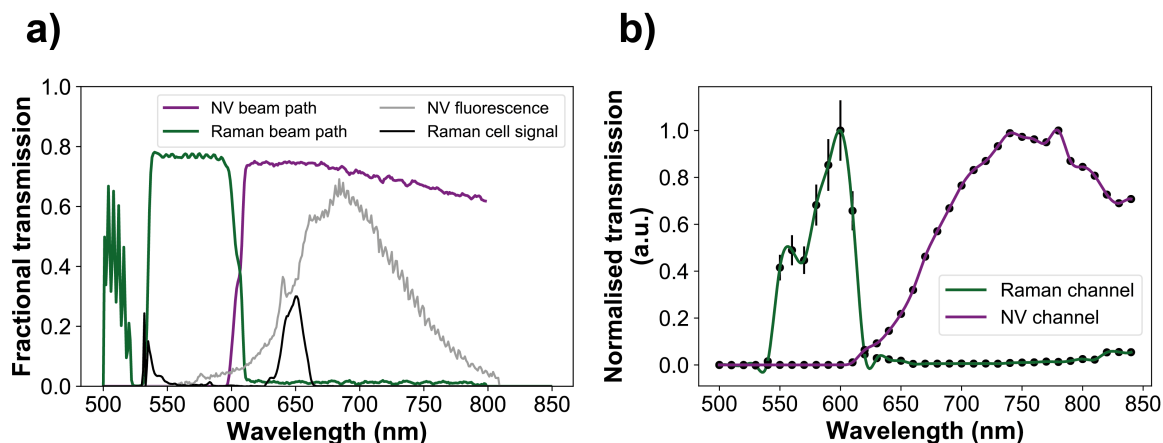 a)
Fractional transmission
1.0
0.8
0.6
0.4
0.2
0.0
NV beam path
Raman beam path
NV fluorescence
Raman cell signal
500 550 600 650 700 750 800 850
Wavelength (nm)
b)
Normalised transmission
(a.u.)
1.0
0.8
0.6
0.4
0.2
0.0
Raman channel
NV channel
500 550 600 650 700 750 800 850
Wavelength (nm)